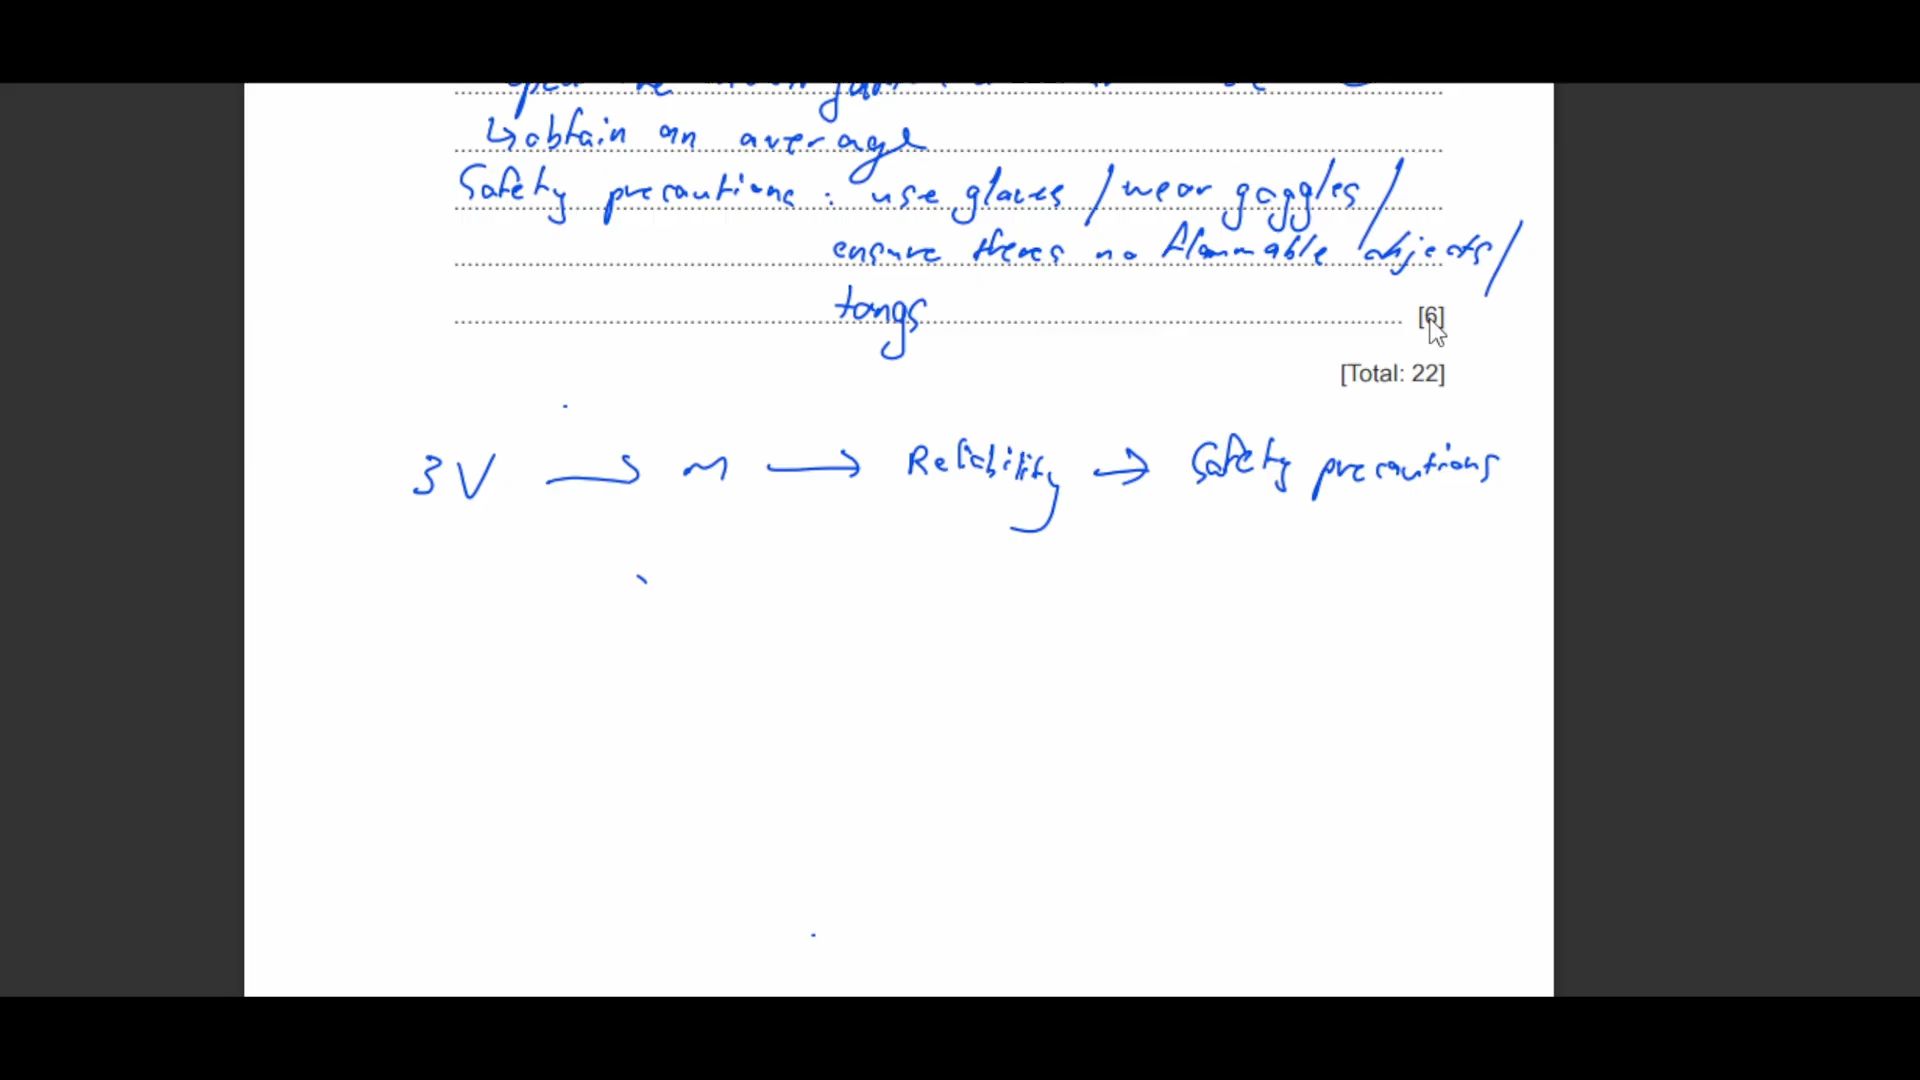 ↳ obtain an average
Safety precautions : use gloves / wear goggles /
ensure theres no flammable objects /
tongs
[6]
[Total: 22]
3V → m → Reliability → Safety precautions